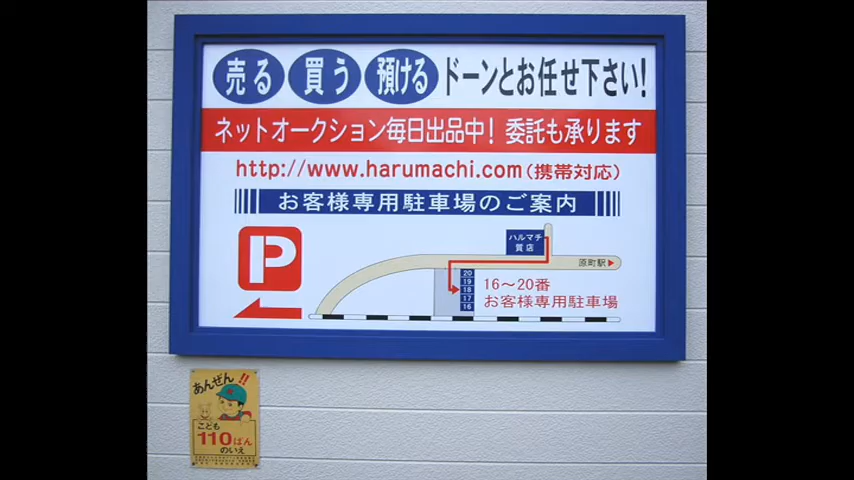 売る 買う 預ける ドーンとお任せ下さい!
ネットオークション毎日出品中! 委託も承ります
http://www.harumachi.com(携帯対応)
お客様専用駐車場のご案内
P
ハルマチ
質店
原町駅▶
20
19
18
17
16
16〜20番
お客様専用駐車場
あんぜん!!
こども
110ばん
のいえ